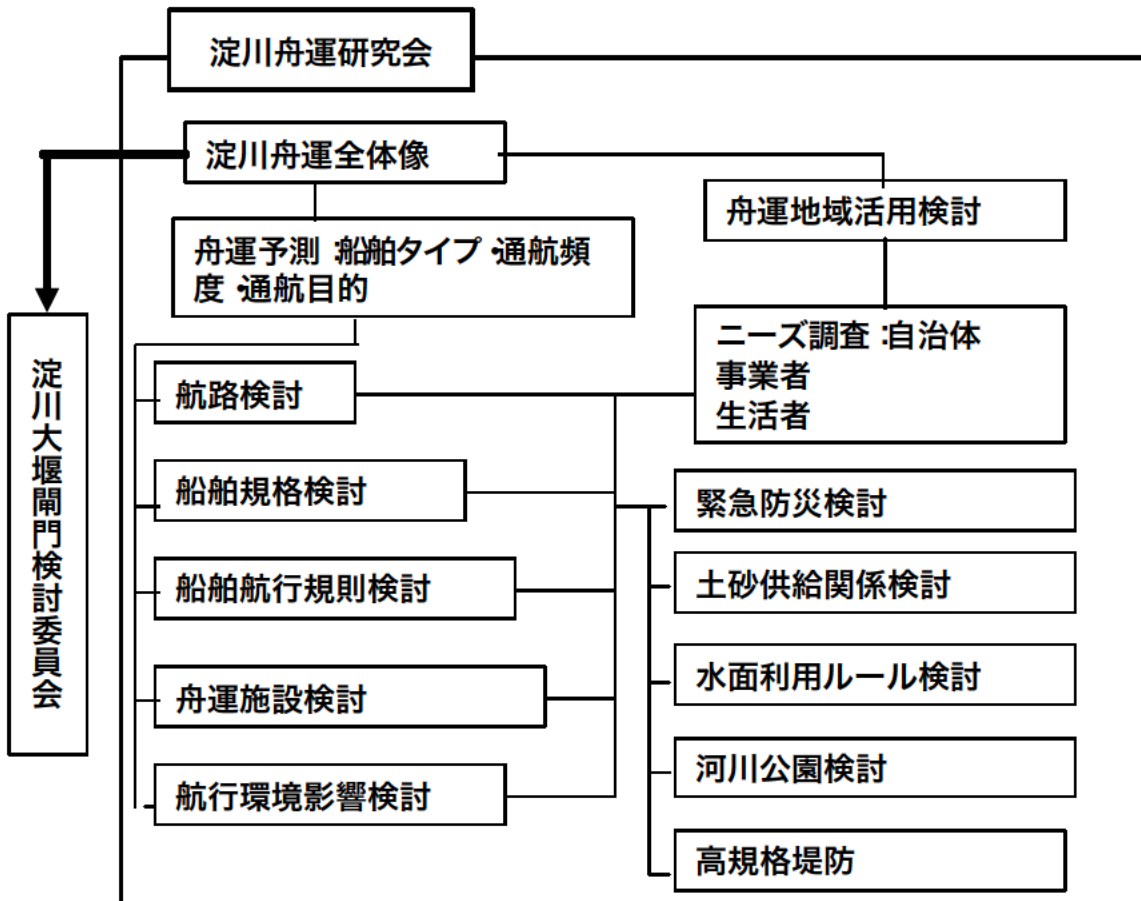 淀川舟運研究会
淀川舟運全体像
舟運地域活用検討
舟運予測:船舶タイプ・通航頻
度・通航目的
ニーズ調査:自治体
事業者
生活者
淀川大堰閘門検討委員会
航路検討
船舶規格検討
船舶航行規則検討
舟運施設検討
航行環境影響検討
緊急防災検討
土砂供給関係検討
水面利用ルール検討
河川公園検討
高規格堤防